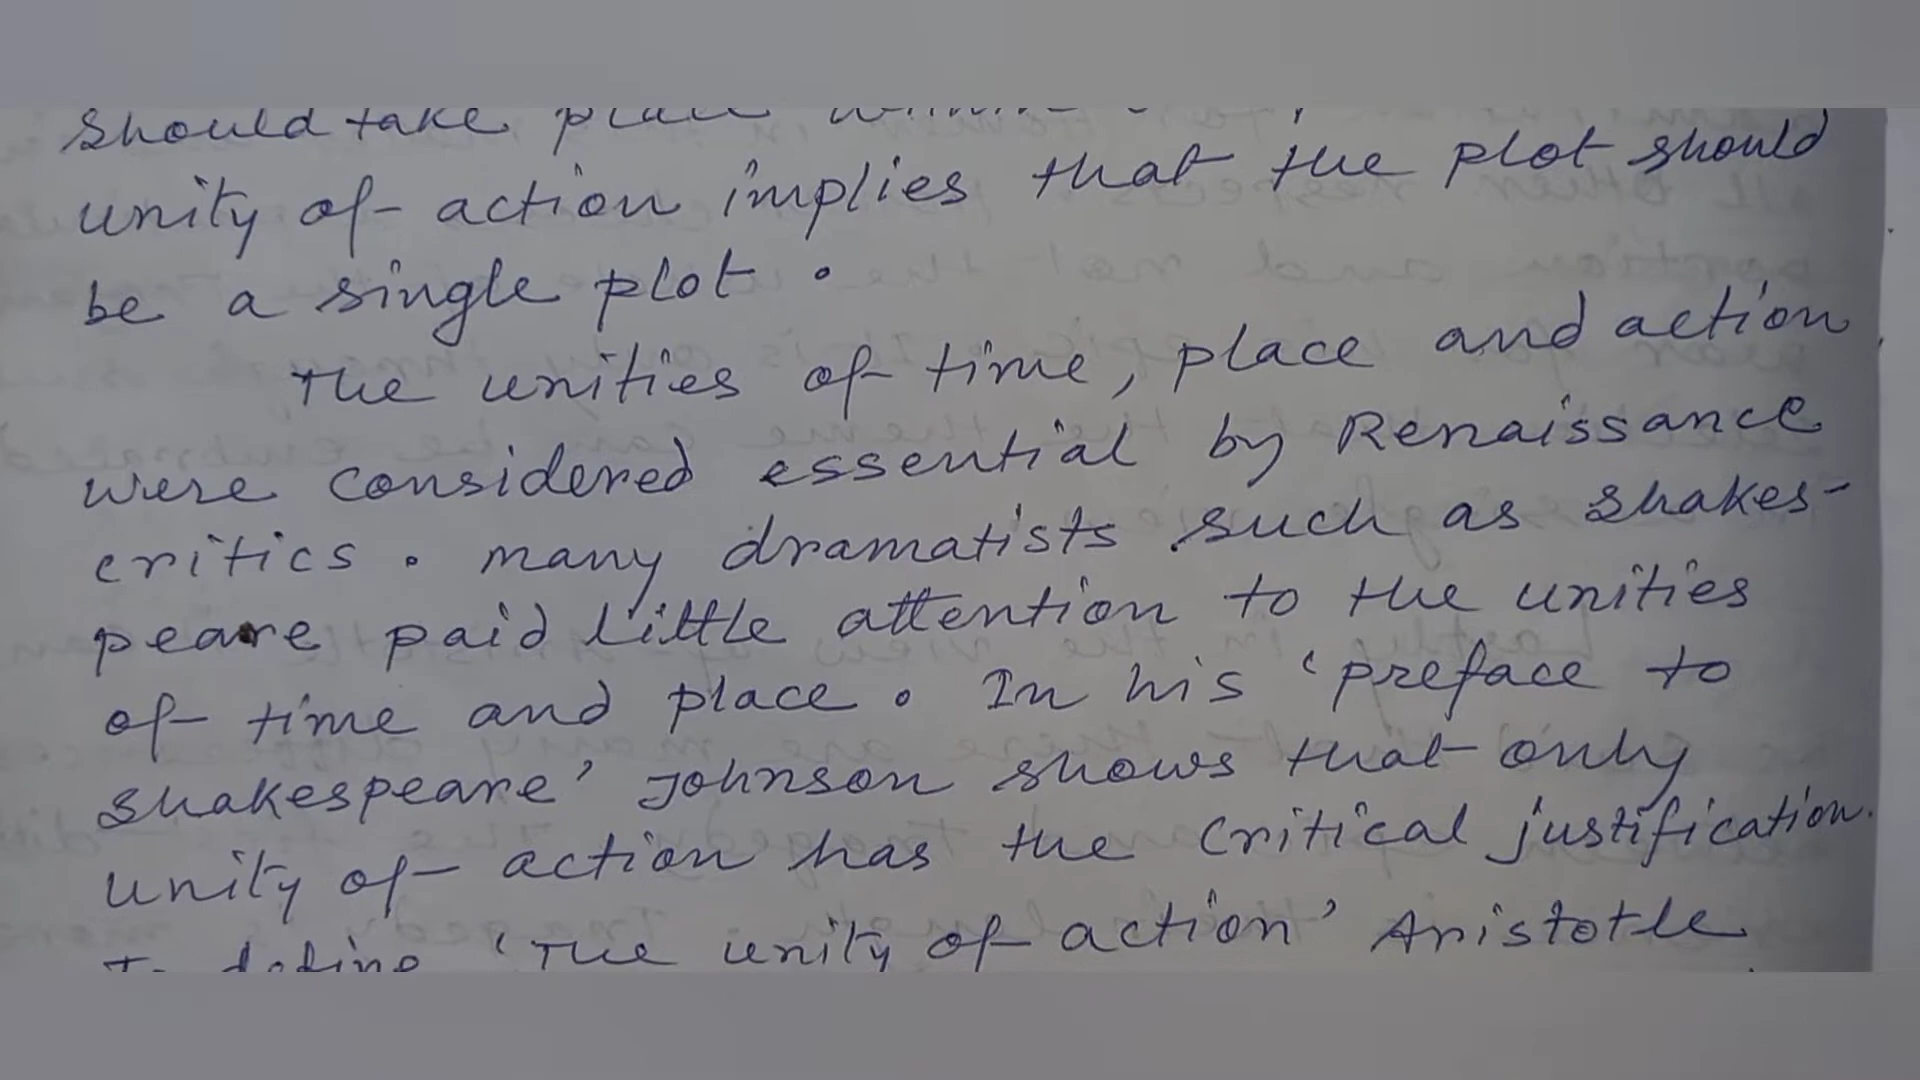 should take place
unity of action implies that the plot should
be a single plot.
The unities of time, place and action
were considered essential by Renaissance
critics. many dramatists such as shakes-
peare paid little attention to the unities
of time and place. In his 'preface to
shakespeare' Johnson shows that only
unity of action has the critical justification.
To define 'The unity of action' Aristotle